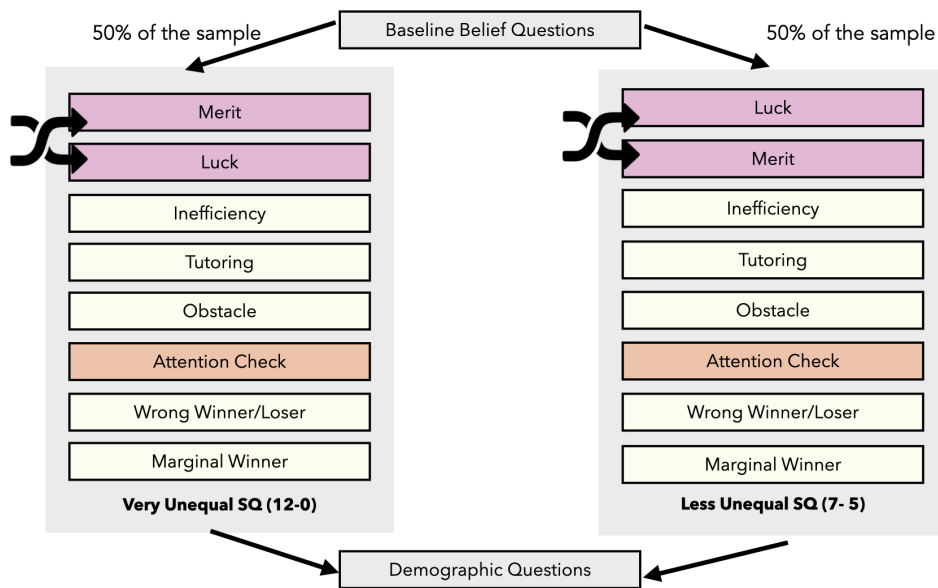 Baseline Belief Questions
50% of the sample
50% of the sample
Merit
Luck
Inefficiency
Tutoring
Obstacle
Attention Check
Wrong Winner/Loser
Marginal Winner
Very Unequal SQ (12-0)
Luck
Merit
Inefficiency
Tutoring
Obstacle
Attention Check
Wrong Winner/Loser
Marginal Winner
Less Unequal SQ (7- 5)
Demographic Questions